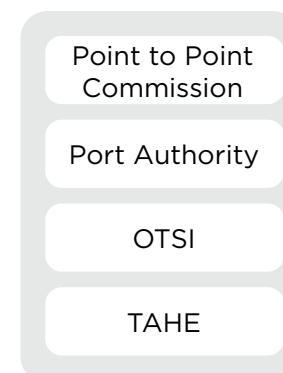 Point to Point
Commission
Port Authority
OTSI
TAHE